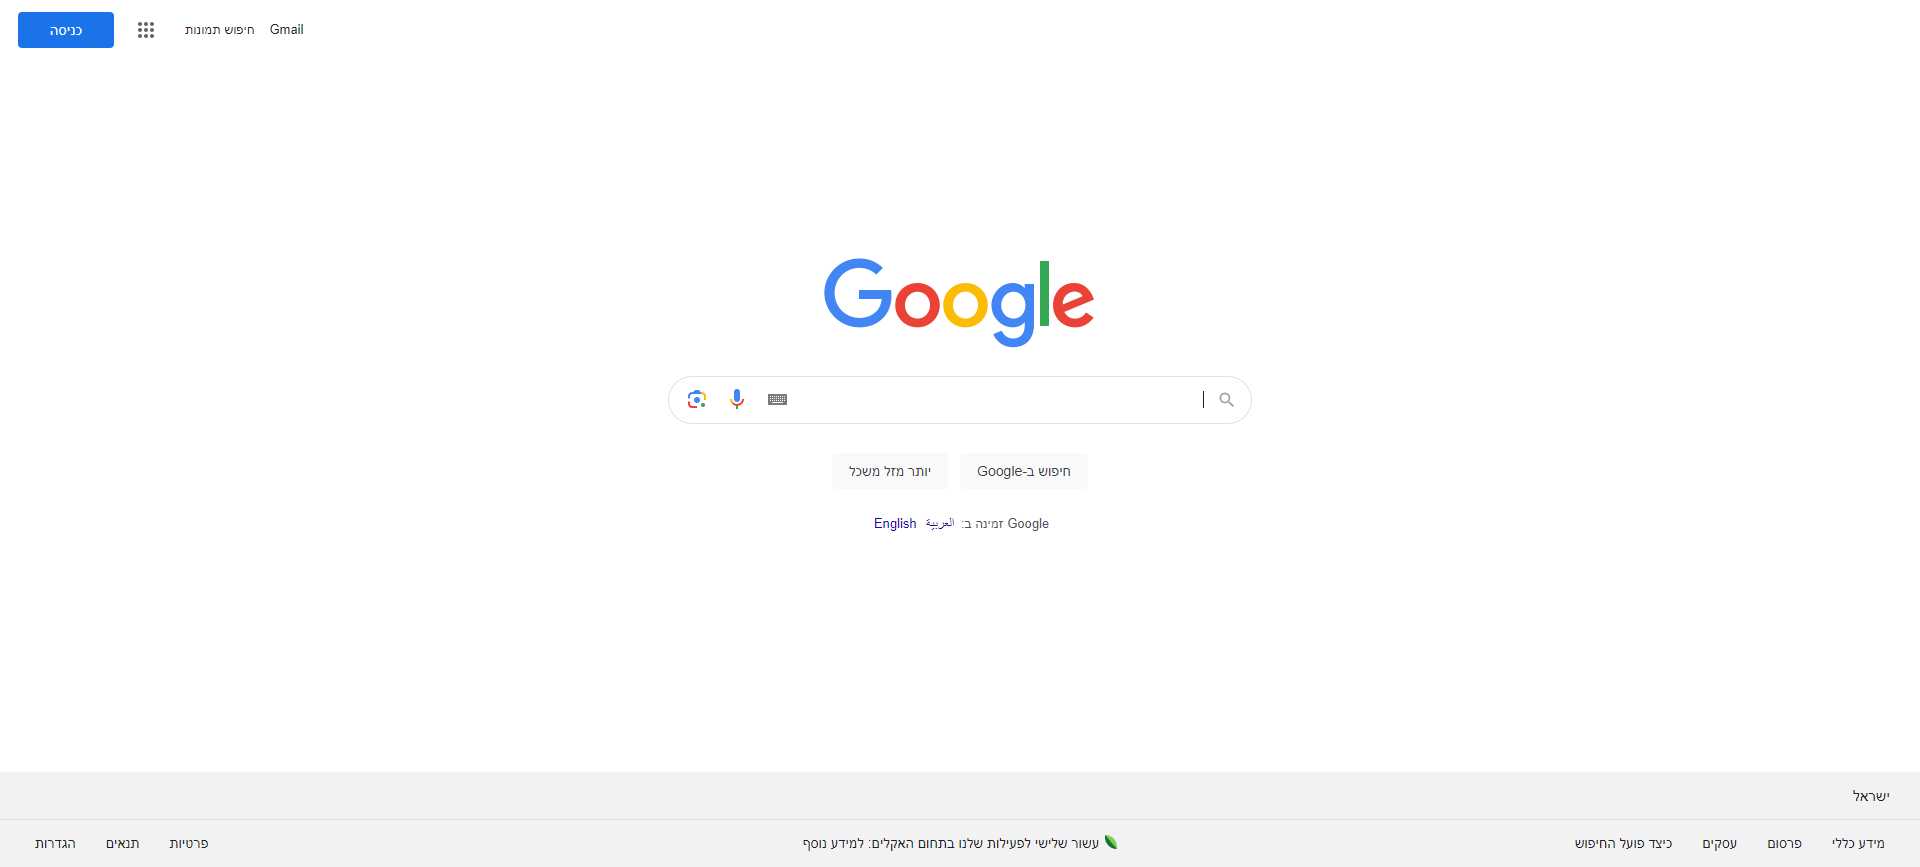 Gmail חיפוש תמונות כניסה
Google
חיפוש ב-Google יותר מזל משכל
Google זמינה ב: العربية English
ישראל
מידע כללי פרסום עסקים כיצד פועל החיפוש עשור שלישי לפעילות שלנו בתחום האקלים: למידע נוסף פרטיות תנאים הגדרות